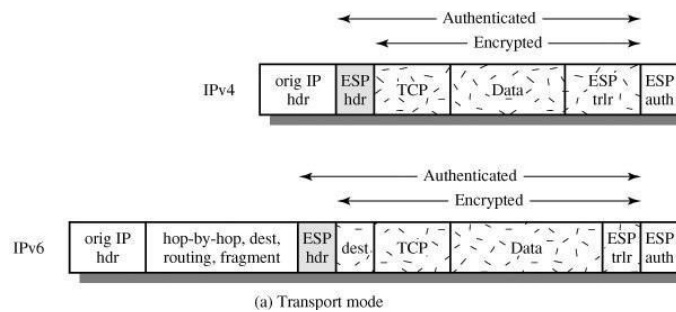 Authenticated
Encrypted
IPv4
orig IP
hdr
ESP
hdr
TCP
Data
ESP
trlr
ESP
auth
Authenticated
Encrypted
IPv6
orig IP
hdr
hop-by-hop, dest,
routing, fragment
ESP
hdr
dest
TCP
Data
ESP
trlr
ESP
auth
(a) Transport mode